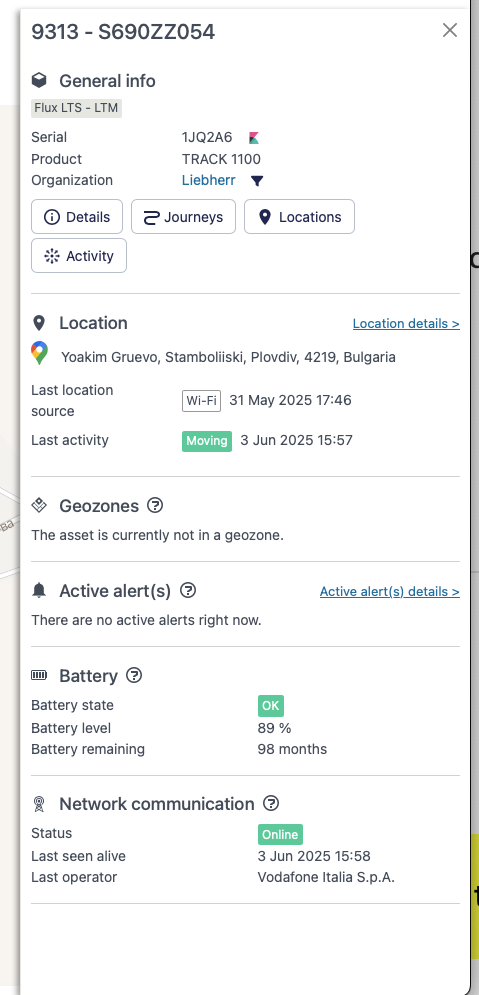 9313 - S690ZZ054
General info
Flux LTS - LTM
Serial 1JQ2A6
Product TRACK 1100
Organization Liebherr
Details Journeys Locations
Activity
Location Location details >
Yoakim Gruevo, Stamboliiski, Plovdiv, 4219, Bulgaria
Last location source Wi-Fi 31 May 2025 17:46
Last activity Moving 3 Jun 2025 15:57
Geozones ?
The asset is currently not in a geozone.
Active alert(s) ? Active alert(s) details >
There are no active alerts right now.
Battery ?
Battery state OK
Battery level 89 %
Battery remaining 98 months
Network communication ?
Status Online
Last seen alive 3 Jun 2025 15:58
Last operator Vodafone Italia S.p.A.